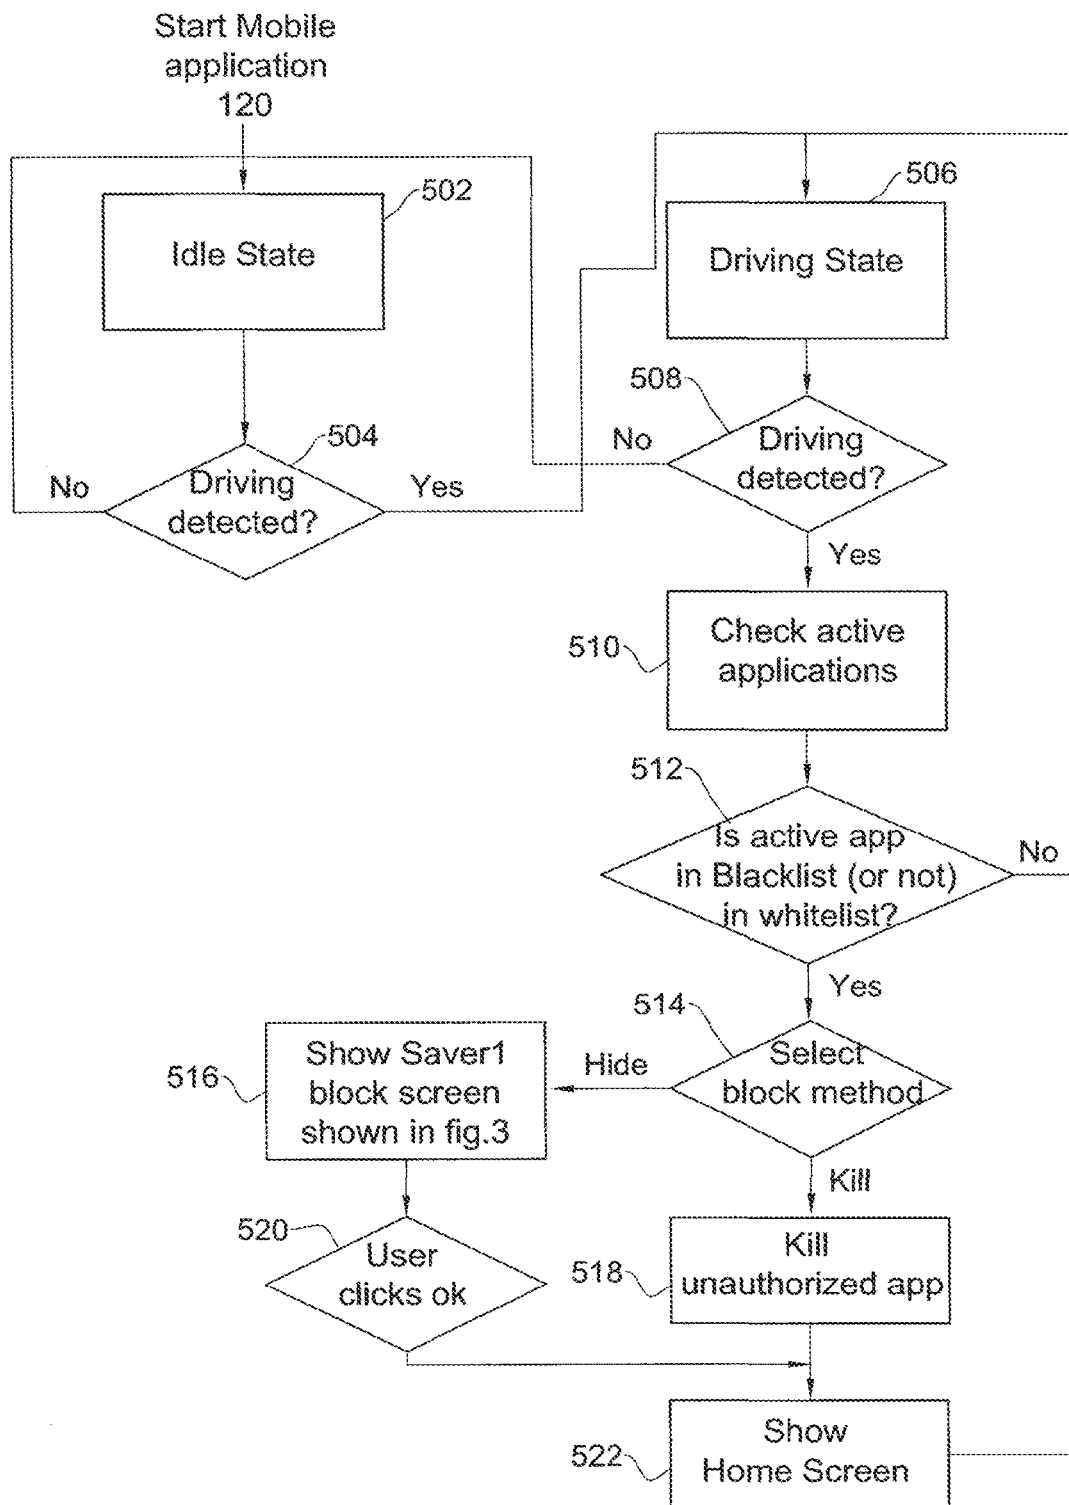 Start Mobile
application
120
502
Idle State
504
Driving
detected?
No
Yes
506
Driving State
508
Driving
detected?
No
Yes
510
Check active
applications
512
Is active app
in Blacklist (or not)
in whitelist?
No
Yes
514
Select
block method
Hide
Kill
516
Show Saver1
block screen
shown in fig.3
520
User
clicks ok
518
Kill
unauthorized app
522
Show
Home Screen